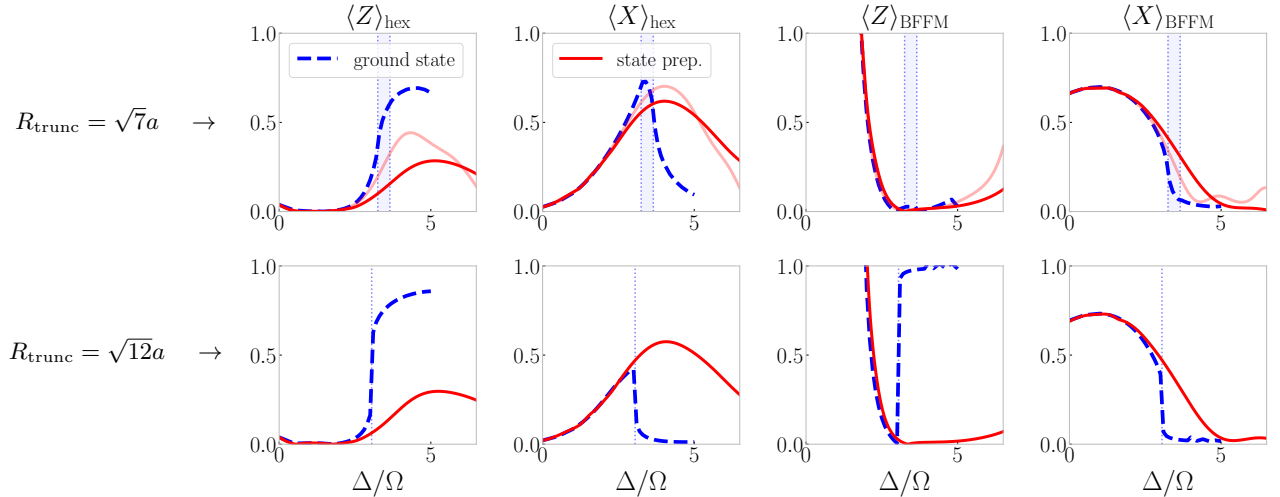 ⟨Z⟩hex ⟨X⟩hex ⟨Z⟩BFFM ⟨X⟩BFFM
1.0 1.0 1.0 1.0
ground state state prep.
R_trunc = √7a → 0.5 0.5 0.5 0.5
0.0 0.0 0.0 0.0
0 5 0 5 0 5 0 5
1.0 1.0 1.0 1.0
R_trunc = √12a → 0.5 0.5 0.5 0.5
0.0 0.0 0.0 0.0
0 5 0 5 0 5 0 5
Δ/Ω Δ/Ω Δ/Ω Δ/Ω